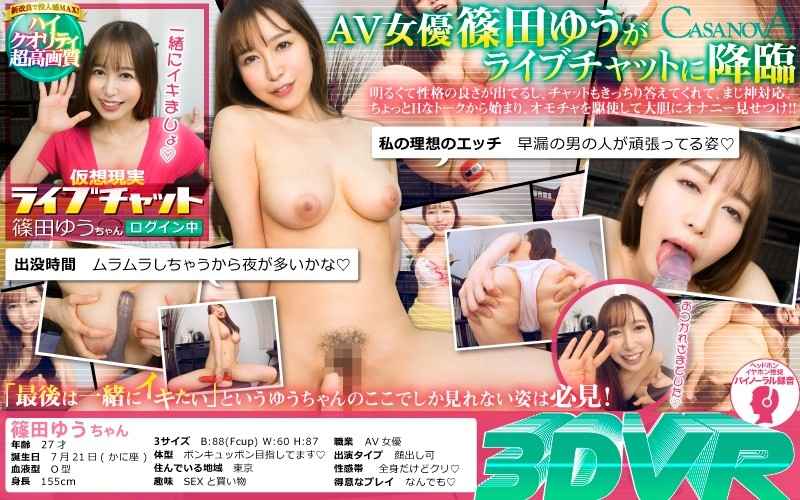 新改良で没入感MAX!
ハイ
クオリティ
超高画質
一緒にイキましょ♡
仮想現実
ライブチャット
篠田ゆうちゃん ログイン中
AV女優篠田ゆうが
ライブチャットに降臨
CASANOVA
明るくて性格の良さが出てるし、チャットもきっちり答えてくれて、まじ神対応。
ちょっとHなトークから始まり、オモチャを駆使して大胆にオナニー見せつけ!!
私の理想のエッチ 早漏の男の人が頑張ってる姿♡
出没時間 ムラムラしちゃうから夜が多いかな♡
おつかれさまでした♡
ヘッドホン
イヤホン推奨
バイノーラル録音
「最後は一緒にイキたい」というゆうちゃんのここでしか見れない姿は必見!
篠田ゆうちゃん
年齢 27才
誕生日 7月21日(かに座)
血液型 O型
身長 155cm
3サイズ B:88(Fcup) W:60 H:87
体型 ボンキュッボン目指してます♡
住んでいる地域 東京
趣味 SEXと買い物
職業 AV女優
出演タイプ 顔出し可
性感帯 全身だけどクリ♡
得意なプレイ なんでも♡
3DVR